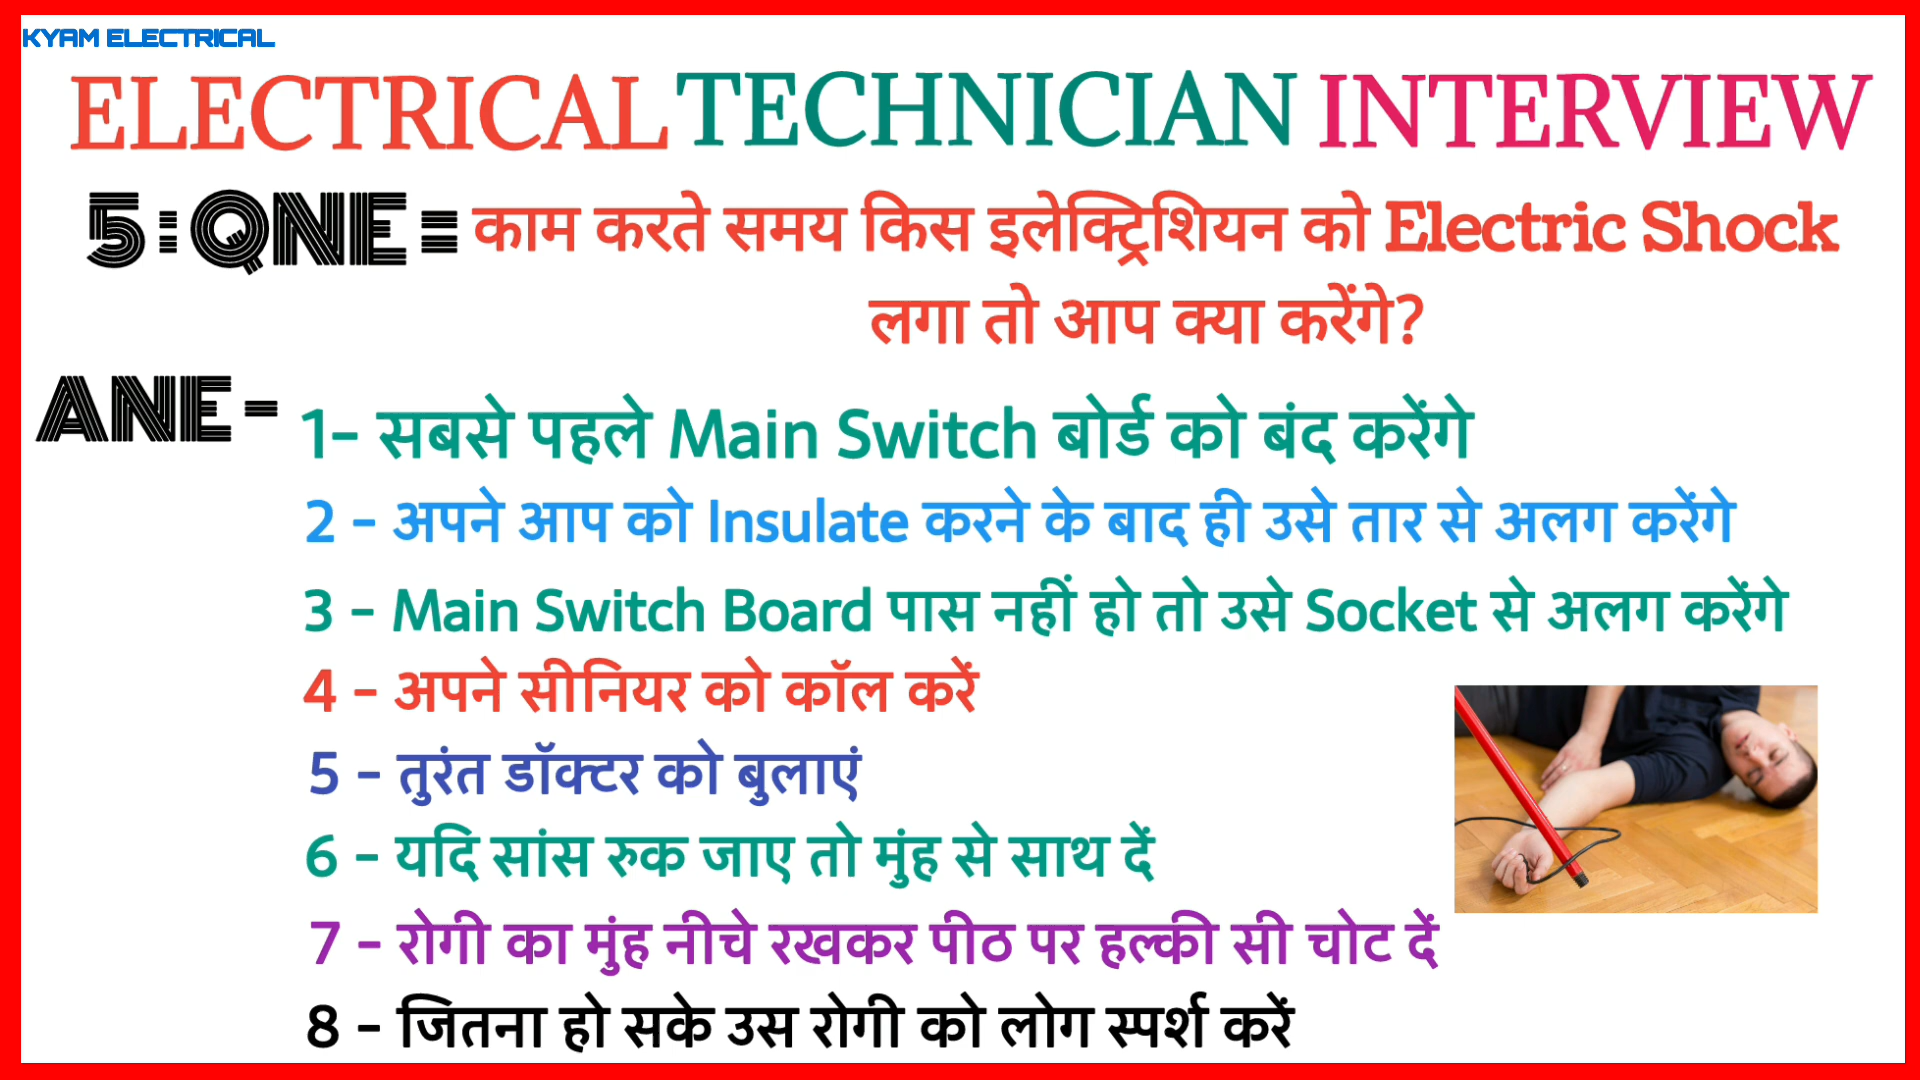 KYAM ELECTRICAL
ELECTRICAL TECHNICIAN INTERVIEW
5:QNE = काम करते समय किस इलेक्ट्रिशियन को Electric Shock
लगा तो आप क्या करेंगे?
ANE - 1- सबसे पहले Main Switch बोर्ड को बंद करेंगे
2 - अपने आप को Insulate करने के बाद ही उसे तार से अलग करेंगे
3 - Main Switch Board पास नहीं हो तो उसे Socket से अलग करेंगे
4 - अपने सीनियर को कॉल करें
5 - तुरंत डॉक्टर को बुलाएं
6 - यदि सांस रुक जाए तो मुंह से साथ दें
7 - रोगी का मुंह नीचे रखकर पीठ पर हल्की सी चोट दें
8 - जितना हो सके उस रोगी को लोग स्पर्श करें